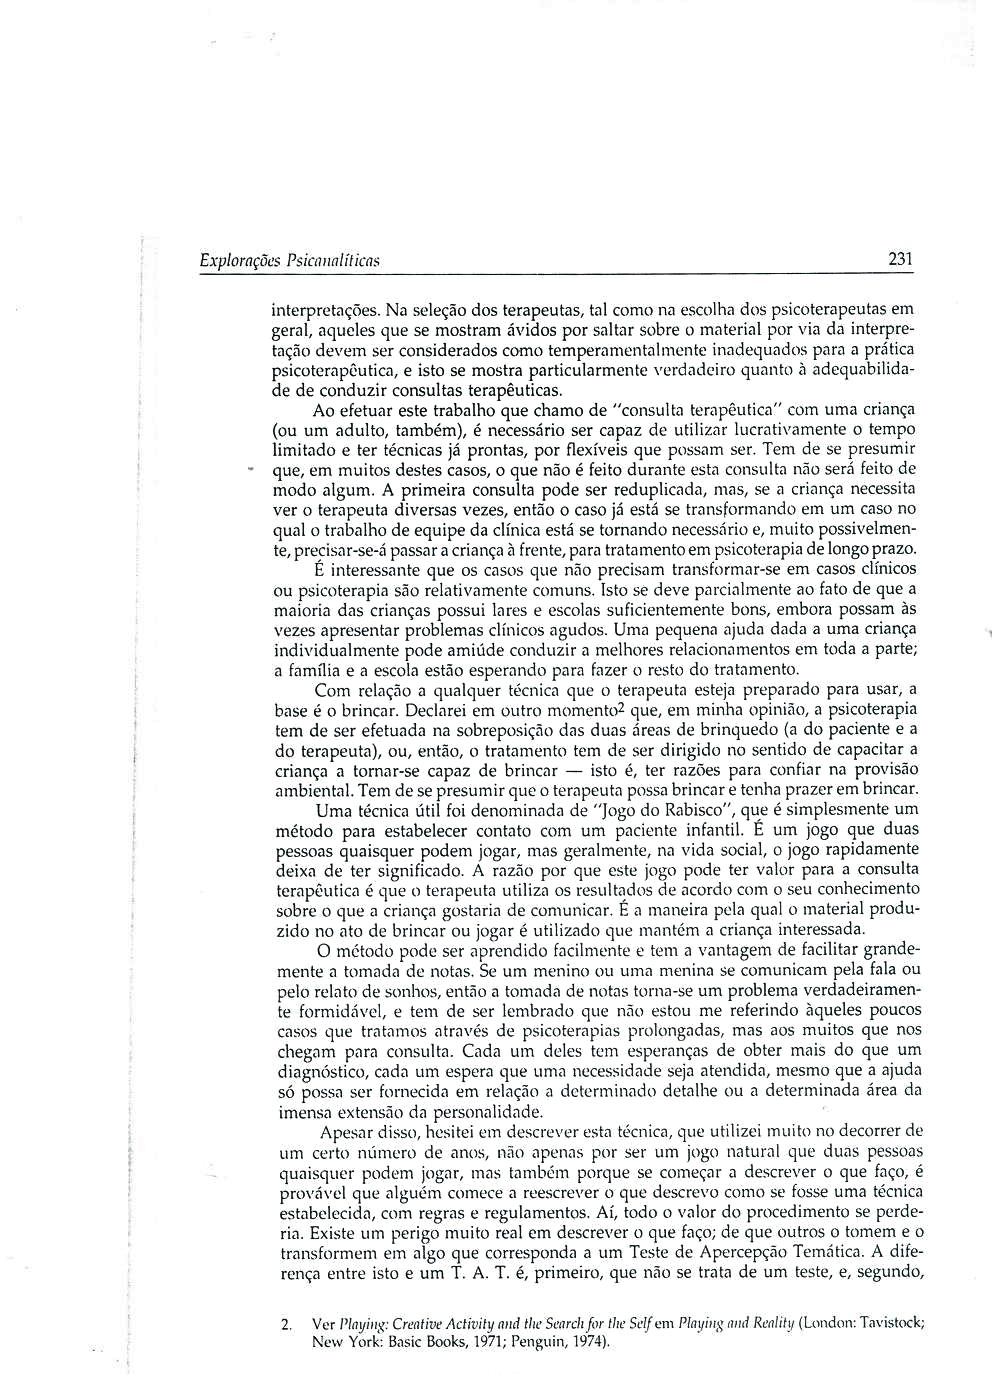 Explorações Psicanalíticas 231
interpretações. Na seleção dos terapeutas, tal como na escolha dos psicoterapeutas em
geral, aqueles que se mostram ávidos por saltar sobre o material por via da interpre-
tação devem ser considerados como temperamentalmente inadequados para a prática
psicoterapêutica, e isto se mostra particularmente verdadeiro quanto à adequabilida-
de de conduzir consultas terapêuticas.
Ao efetuar este trabalho que chamo de "consulta terapêutica" com uma criança
(ou um adulto, também), é necessário ser capaz de utilizar lucrativamente o tempo
limitado e ter técnicas já prontas, por flexíveis que possam ser. Tem de se presumir
que, em muitos destes casos, o que não é feito durante esta consulta não será feito de
modo algum. A primeira consulta pode ser reduplicada, mas, se a criança necessita
ver o terapeuta diversas vezes, então o caso já está se transformando em um caso no
qual o trabalho de equipe da clínica está se tornando necessário e, muito possivelmen-
te, precisar-se-á passar a criança à frente, para tratamento em psicoterapia de longo prazo.
É interessante que os casos que não precisam transformar-se em casos clínicos
ou psicoterapia são relativamente comuns. Isto se deve parcialmente ao fato de que a
maioria das crianças possui lares e escolas suficientemente bons, embora possam às
vezes apresentar problemas clínicos agudos. Uma pequena ajuda dada a uma criança
individualmente pode amiúde conduzir a melhores relacionamentos em toda a parte;
a família e a escola estão esperando para fazer o resto do tratamento.
Com relação a qualquer técnica que o terapeuta esteja preparado para usar, a
base é o brincar. Declarei em outro momento² que, em minha opinião, a psicoterapia
tem de ser efetuada na sobreposição das duas áreas de brinquedo (a do paciente e a
do terapeuta), ou, então, o tratamento tem de ser dirigido no sentido de capacitar a
criança a tornar-se capaz de brincar — isto é, ter razões para confiar na provisão
ambiental. Tem de se presumir que o terapeuta possa brincar e tenha prazer em brincar.
Uma técnica útil foi denominada de "Jogo do Rabisco", que é simplesmente um
método para estabelecer contato com um paciente infantil. É um jogo que duas
pessoas quaisquer podem jogar, mas geralmente, na vida social, o jogo rapidamente
deixa de ter significado. A razão por que este jogo pode ter valor para a consulta
terapêutica é que o terapeuta utiliza os resultados de acordo com o seu conhecimento
sobre o que a criança gostaria de comunicar. É a maneira pela qual o material produ-
zido no ato de brincar ou jogar é utilizado que mantém a criança interessada.
O método pode ser aprendido facilmente e tem a vantagem de facilitar grande-
mente a tomada de notas. Se um menino ou uma menina se comunicam pela fala ou
pelo relato de sonhos, então a tomada de notas torna-se um problema verdadeiramen-
te formidável, e tem de ser lembrado que não estou me referindo àqueles poucos
casos que tratamos através de psicoterapias prolongadas, mas aos muitos que nos
chegam para consulta. Cada um deles tem esperanças de obter mais do que um
diagnóstico, cada um espera que uma necessidade seja atendida, mesmo que a ajuda
só possa ser fornecida em relação a determinado detalhe ou a determinada área da
imensa extensão da personalidade.
Apesar disso, hesitei em descrever esta técnica, que utilizei muito no decorrer de
um certo número de anos, não apenas por ser um jogo natural que duas pessoas
quaisquer podem jogar, mas também porque se começar a descrever o que faço, é
provável que alguém comece a reescrever o que descrevo como se fosse uma técnica
estabelecida, com regras e regulamentos. Aí, todo o valor do procedimento se perde-
ria. Existe um perigo muito real em descrever o que faço; de que outros o tomem e o
transformem em algo que corresponda a um Teste de Apercepção Temática. A dife-
rença entre isto e um T. A. T. é, primeiro, que não se trata de um teste, e, segundo,
2. Ver Playing: Creative Activity and the Search for the Self em Playing and Reality (London: Tavistock;
New York: Basic Books, 1971; Penguin, 1974).